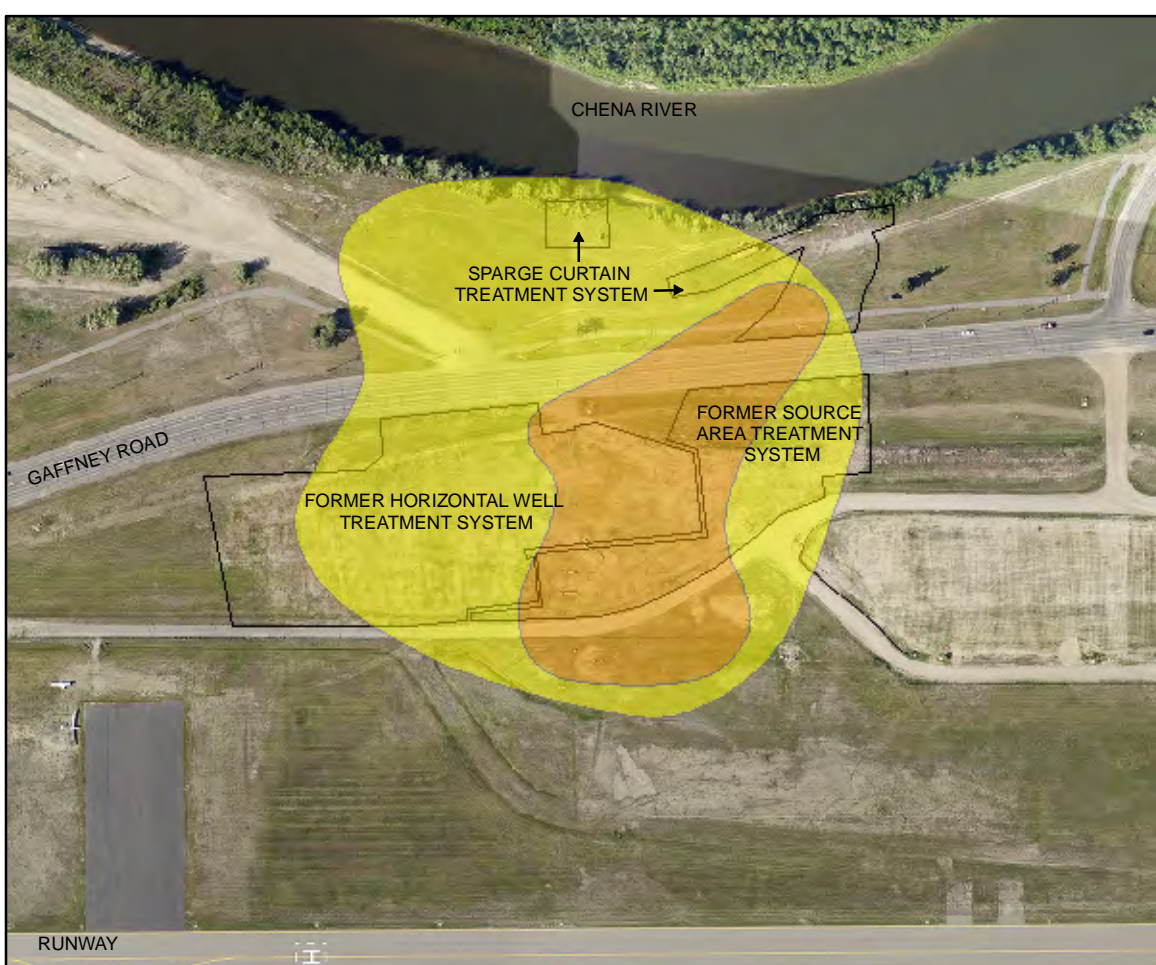 CHENA RIVER
SPARGE CURTAIN
TREATMENT SYSTEM
GAFFNEY ROAD
FORMER SOURCE
AREA TREATMENT
SYSTEM
FORMER HORIZONTAL WELL
TREATMENT SYSTEM
RUNWAY
H